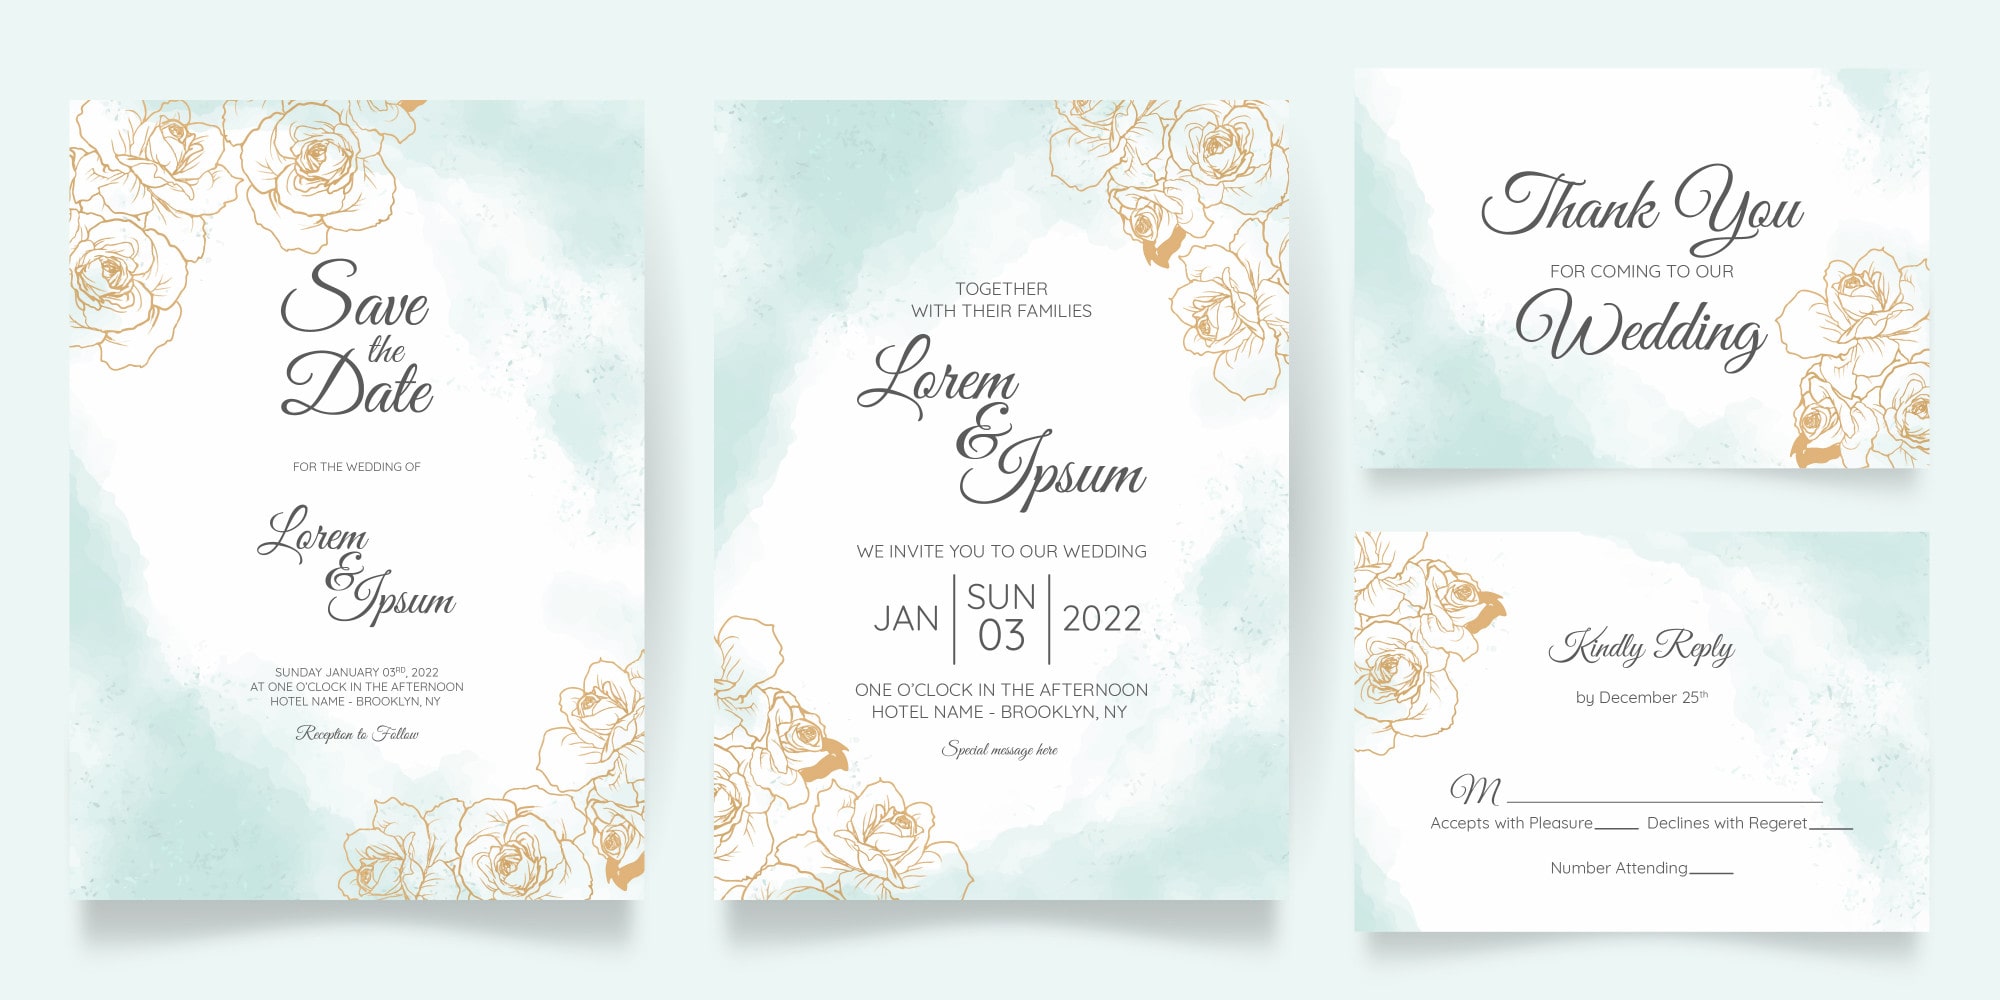 Save
the
Date
FOR THE WEDDING OF
Lorem
&
Ipsum
SUNDAY JANUARY 03RD, 2022
AT ONE O'CLOCK IN THE AFTERNOON
HOTEL NAME - BROOKLYN, NY
Reception to Follow
TOGETHER
WITH THEIR FAMILIES
Lorem
&
Ipsum
WE INVITE YOU TO OUR WEDDING
JAN SUN 03 2022
ONE O'CLOCK IN THE AFTERNOON
HOTEL NAME - BROOKLYN, NY
Special message here
Thank You
FOR COMING TO OUR
Wedding
Kindly Reply
by December 25th
M
Accepts with Pleasure Declines with Regeret
Number Attending